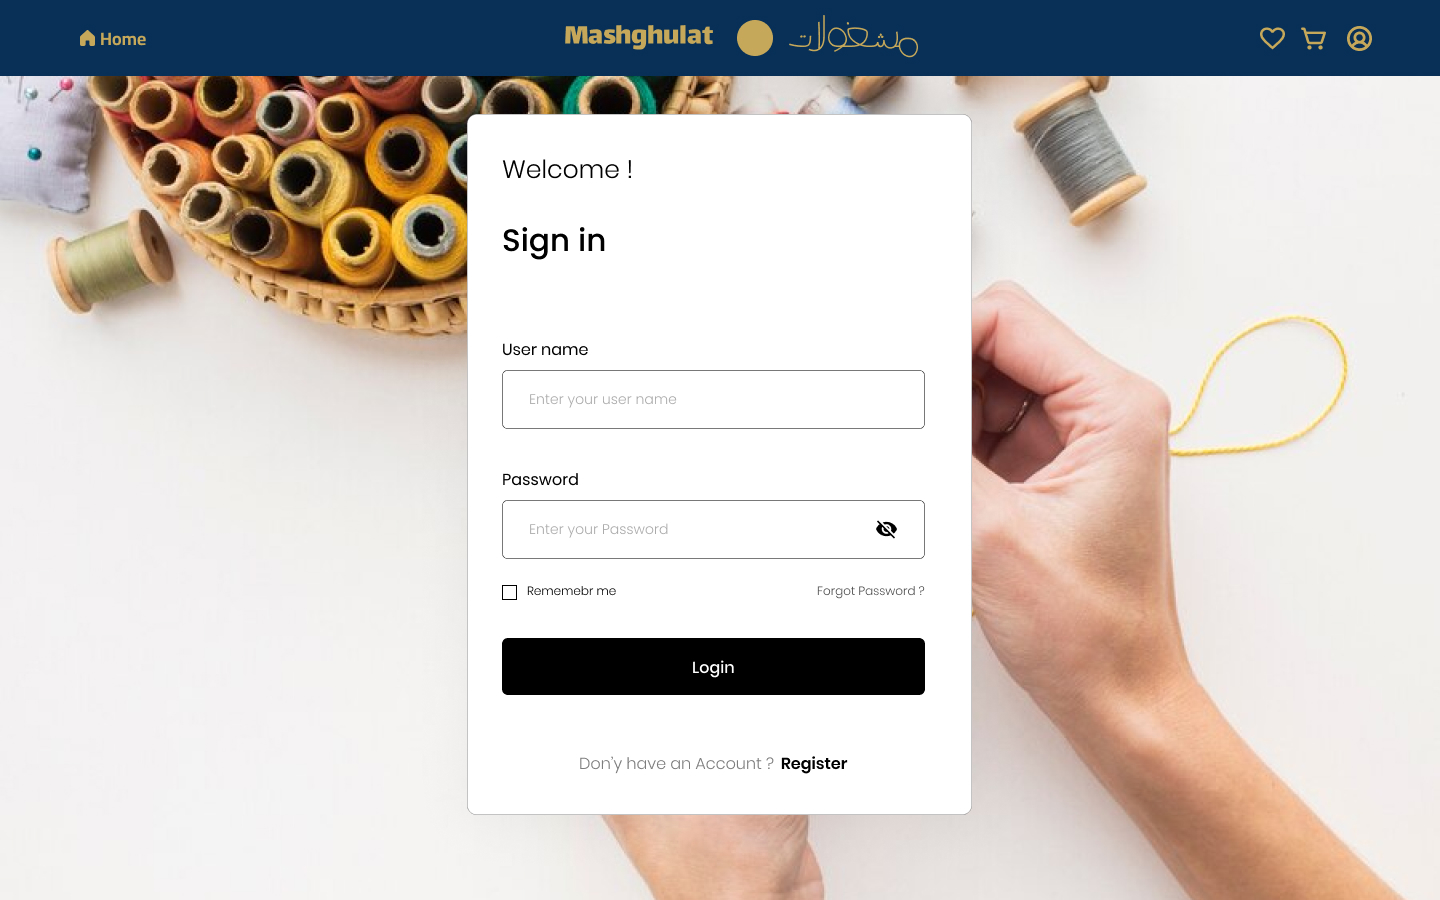 Home
Mashghulat
مشغولات
Welcome !
Sign in
User name
Enter your user name
Password
Enter your Password
Rememebr me
Forgot Password ?
Login
Don'y have an Account ? Register